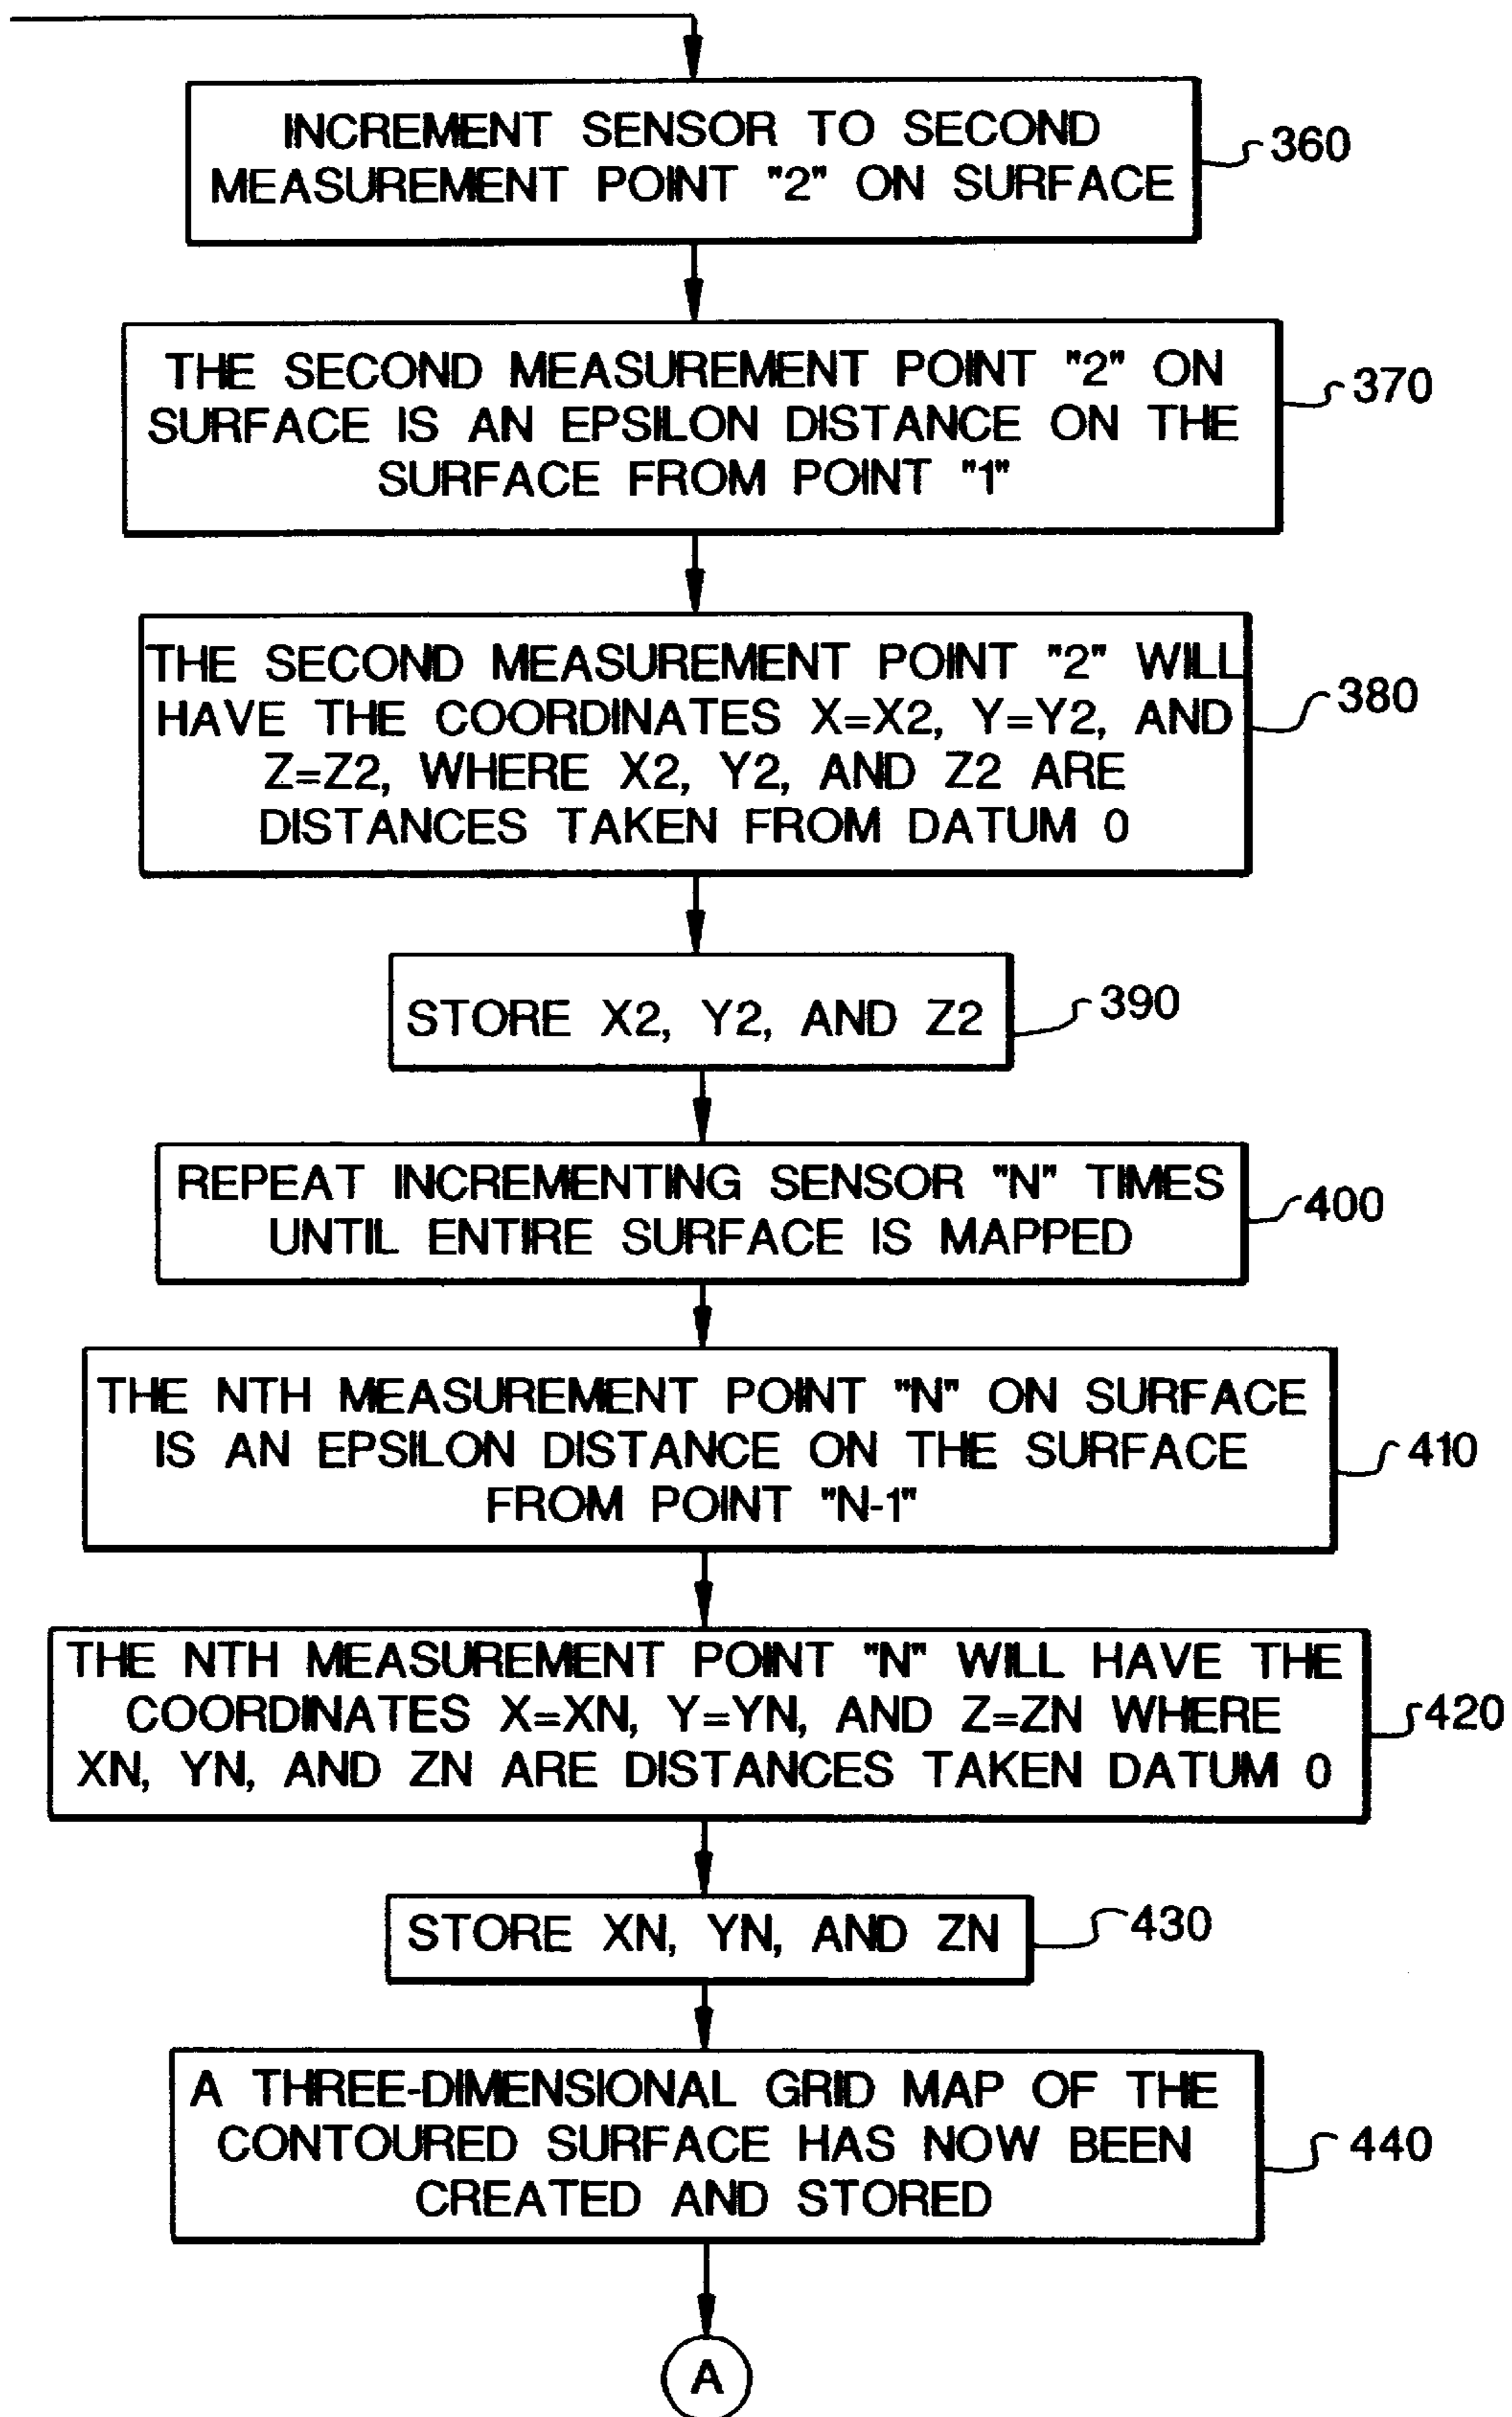 INCREMENT SENSOR TO SECOND
MEASUREMENT POINT "2" ON SURFACE
360
THE SECOND MEASUREMENT POINT "2" ON
SURFACE IS AN EPSILON DISTANCE ON THE
SURFACE FROM POINT "1"
370
THE SECOND MEASUREMENT POINT "2" WILL
HAVE THE COORDINATES X=X2, Y=Y2, AND
Z=Z2, WHERE X2, Y2, AND Z2 ARE
DISTANCES TAKEN FROM DATUM 0
380
STORE X2, Y2, AND Z2
390
REPEAT INCREMENTING SENSOR "N" TIMES
UNTIL ENTIRE SURFACE IS MAPPED
400
THE NTH MEASUREMENT POINT "N" ON SURFACE
IS AN EPSILON DISTANCE ON THE SURFACE
FROM POINT "N-1"
410
THE NTH MEASUREMENT POINT "N" WILL HAVE THE
COORDINATES X=XN, Y=YN, AND Z=ZN WHERE
XN, YN, AND ZN ARE DISTANCES TAKEN DATUM 0
420
STORE XN, YN, AND ZN
430
A THREE-DIMENSIONAL GRID MAP OF THE
CONTOURED SURFACE HAS NOW BEEN
CREATED AND STORED
440
A